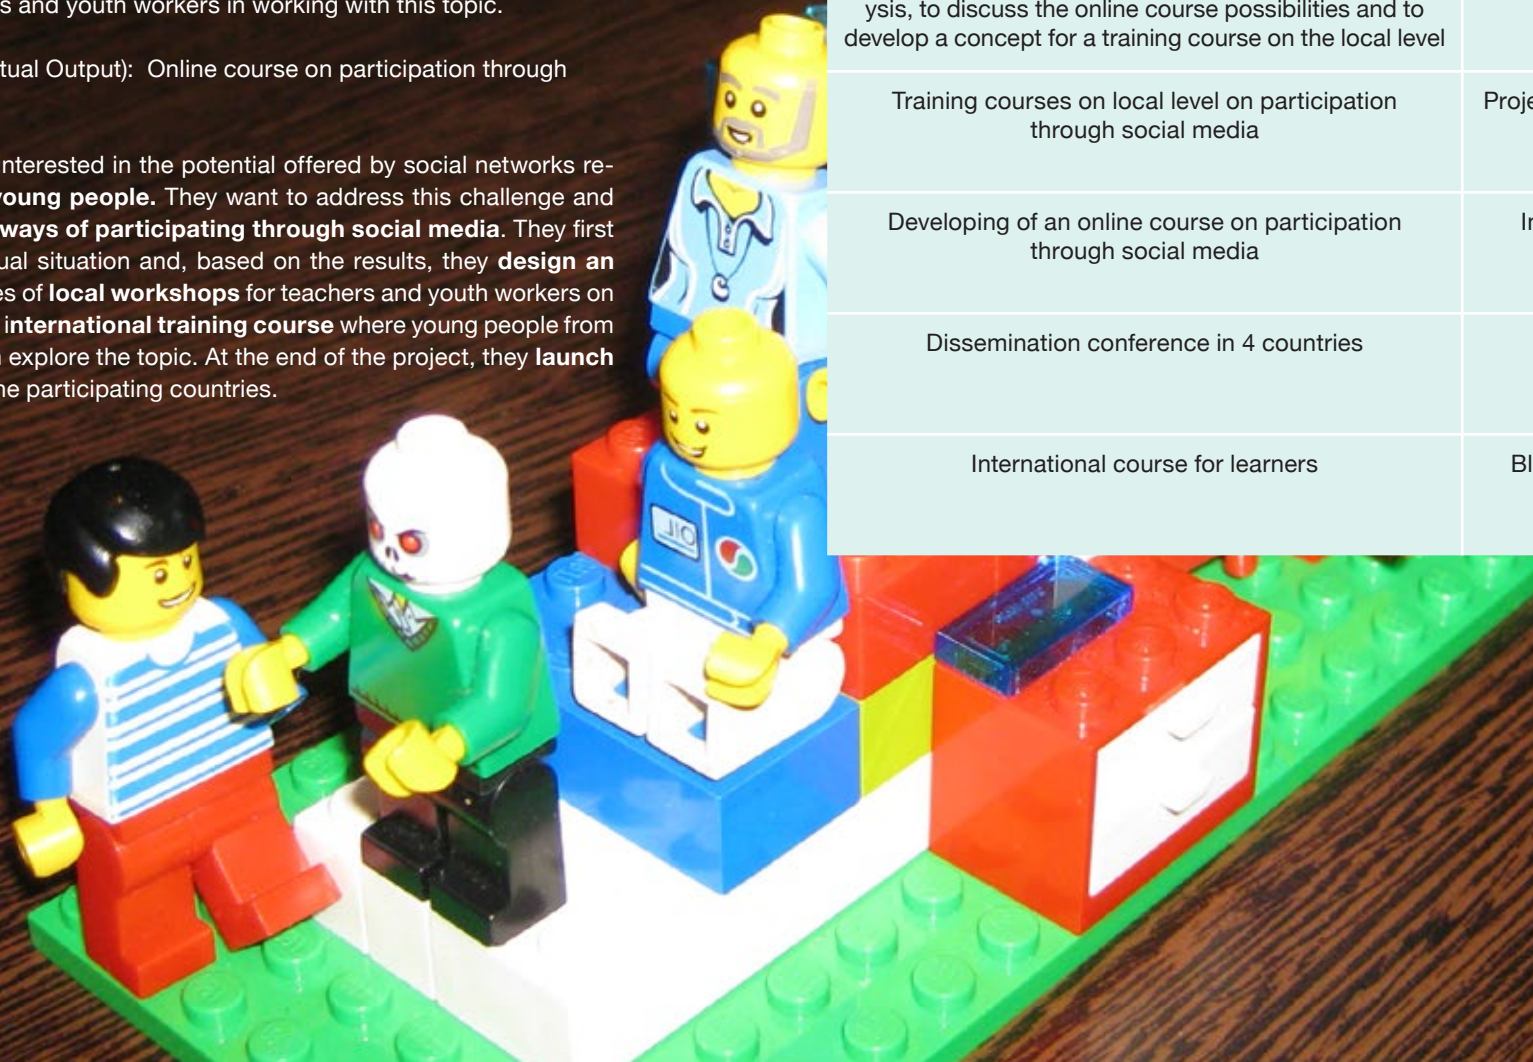 s and youth workers in working with this topic.
tual Output): Online course on participation through
nterested in the potential offered by social networks re-
young people. They want to address this challenge and
ways of participating through social media. They first
ual situation and, based on the results, they design an
es of local workshops for teachers and youth workers on
international training course where young people from
explore the topic. At the end of the project, they launch
he participating countries.
ysis, to discuss the online course possibilities and to
develop a concept for a training course on the local level
Training courses on local level on participation
through social media
Proje
Developing of an online course on participation
through social media
In
Dissemination conference in 4 countries
International course for learners
Bl